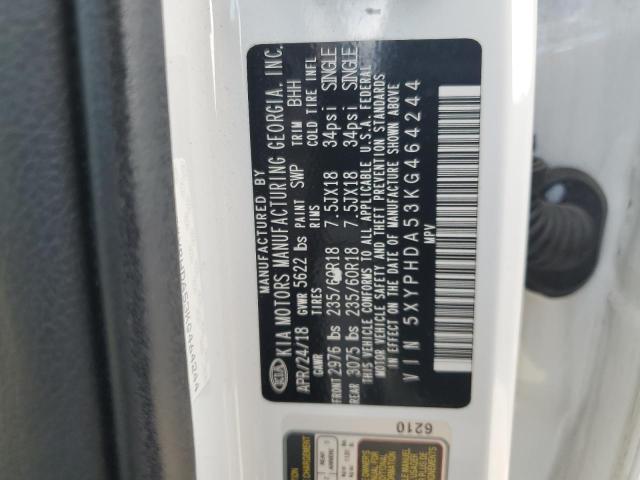 KIA MANUFACTURED BY
KIA MOTORS MANUFACTURING GEORGIA, INC.
APR/24/18 GVWR 5622 lbs PAINT SWP TRIM BHH
GAWR TIRES RIMS COLD TIRE INFL
FRONT 2976 lbs 235/60R18 7.5JX18 34psi SINGLE
REAR 3075 lbs 235/60R18 7.5JX18 34psi SINGLE
THIS VEHICLE CONFORMS TO ALL APPLICABLE U.S.A. FEDERAL
MOTOR VEHICLE SAFETY AND THEFT PREVENTION STANDARDS
IN EFFECT ON THE DATE OF MANUFACTURE SHOWN ABOVE
VIN 5XYPHDA53KG464244
MPV
6210